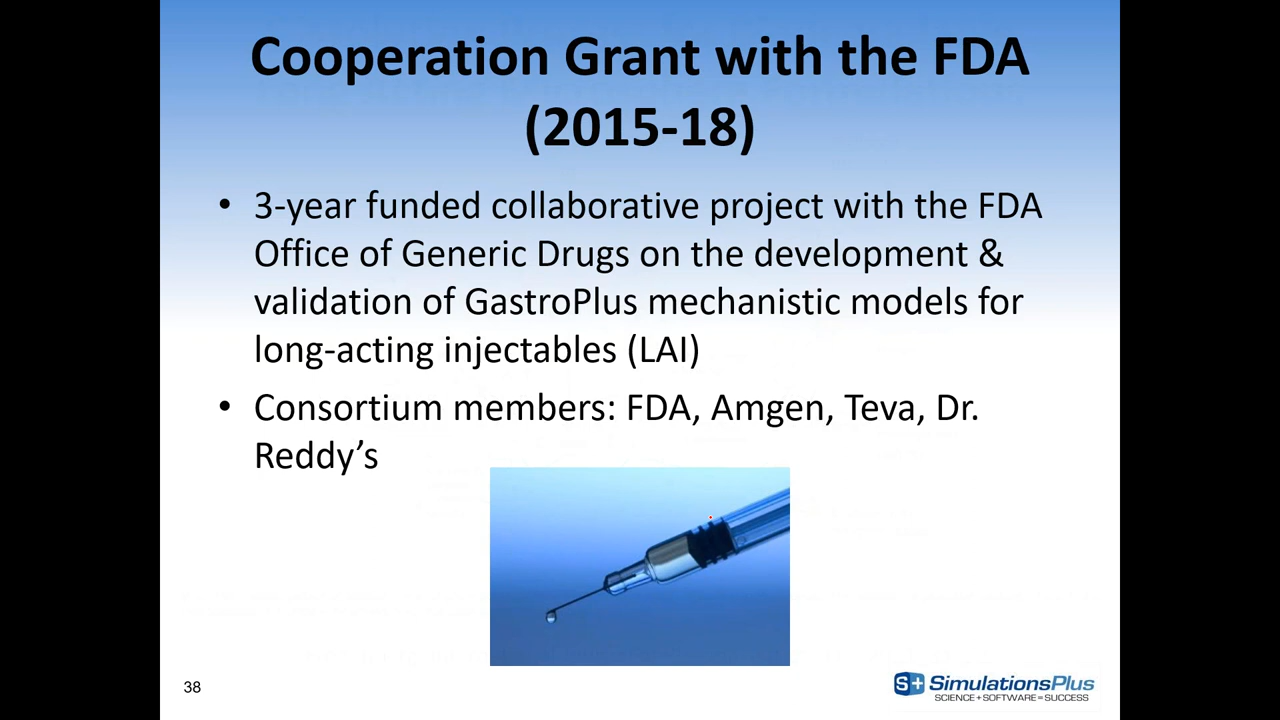 Cooperation Grant with the FDA
(2015-18)
• 3-year funded collaborative project with the FDA
Office of Generic Drugs on the development &
validation of GastroPlus mechanistic models for
long-acting injectables (LAI)
• Consortium members: FDA, Amgen, Teva, Dr.
Reddy’s
38
S+ SimulationsPlus
SCIENCE+SOFTWARE=SUCCESS